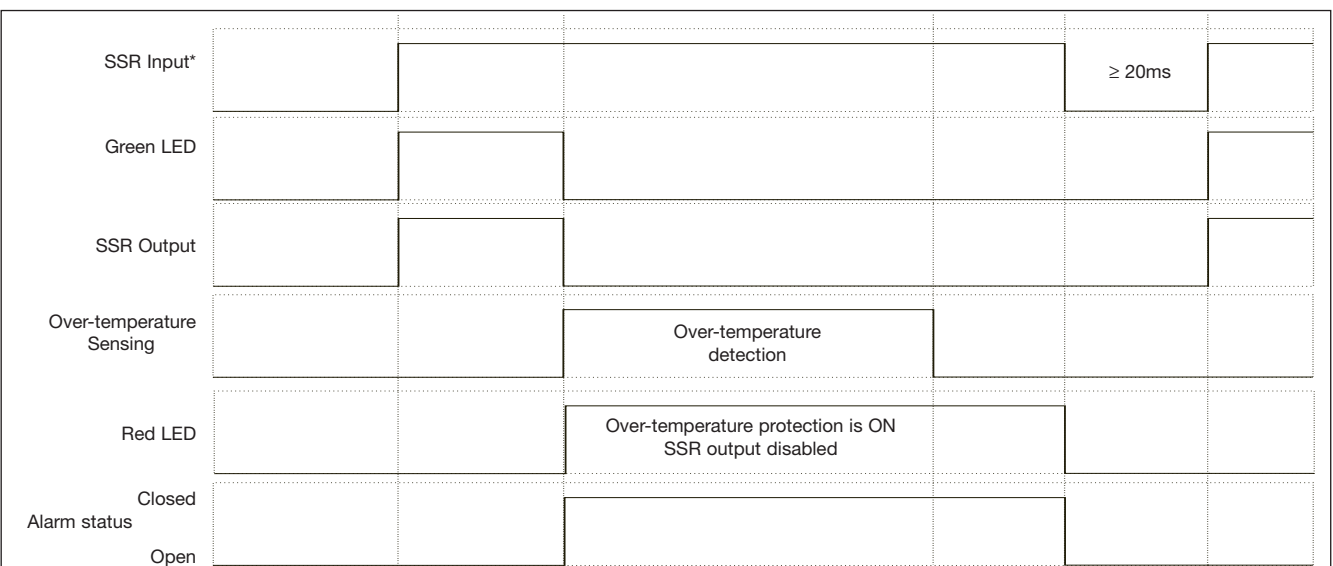 SSR Input*
≥ 20ms
Green LED
SSR Output
Over-temperature
Sensing
Over-temperature
detection
Red LED
Over-temperature protection is ON
SSR output disabled
Closed
Alarm status
Open